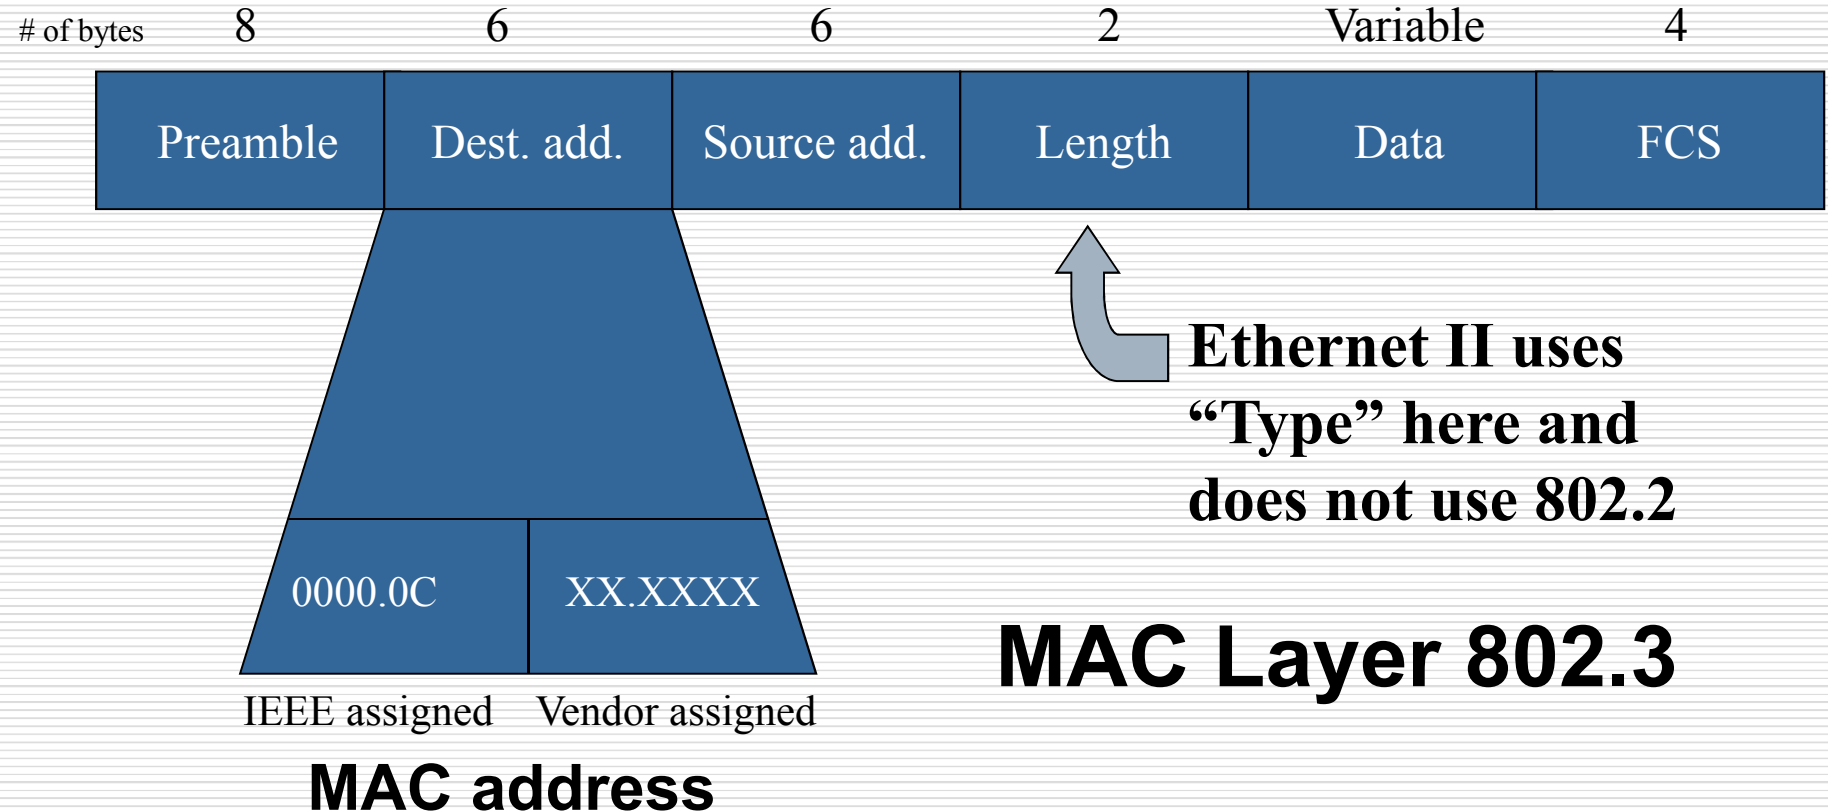 # of bytes 8 6 6 2 Variable 4
Preamble Dest. add. Source add. Length Data FCS
Ethernet II uses
“Type” here and
does not use 802.2
0000.0C XX.XXXX
MAC Layer 802.3
IEEE assigned Vendor assigned
MAC address